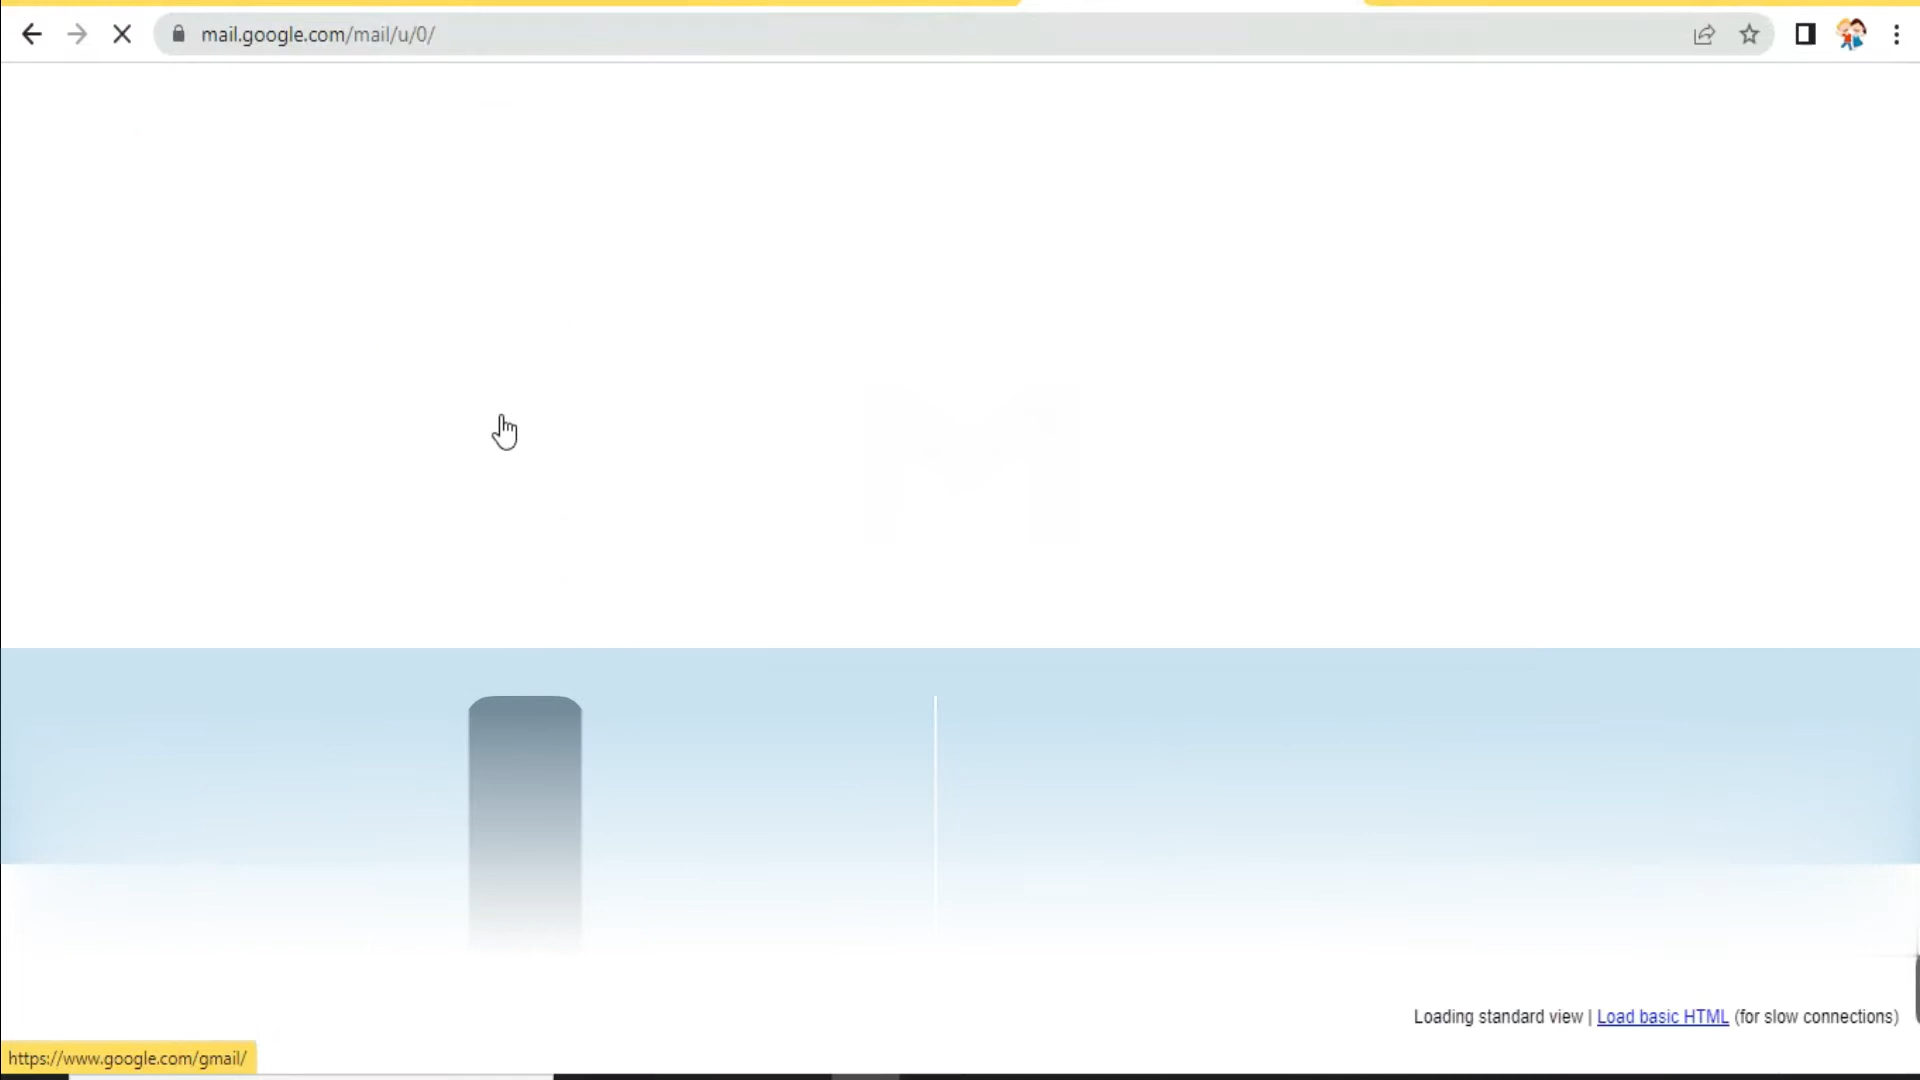 mail.google.com/mail/u/0/
Loading standard view | Load basic HTML (for slow connections)
https://www.google.com/gmail/